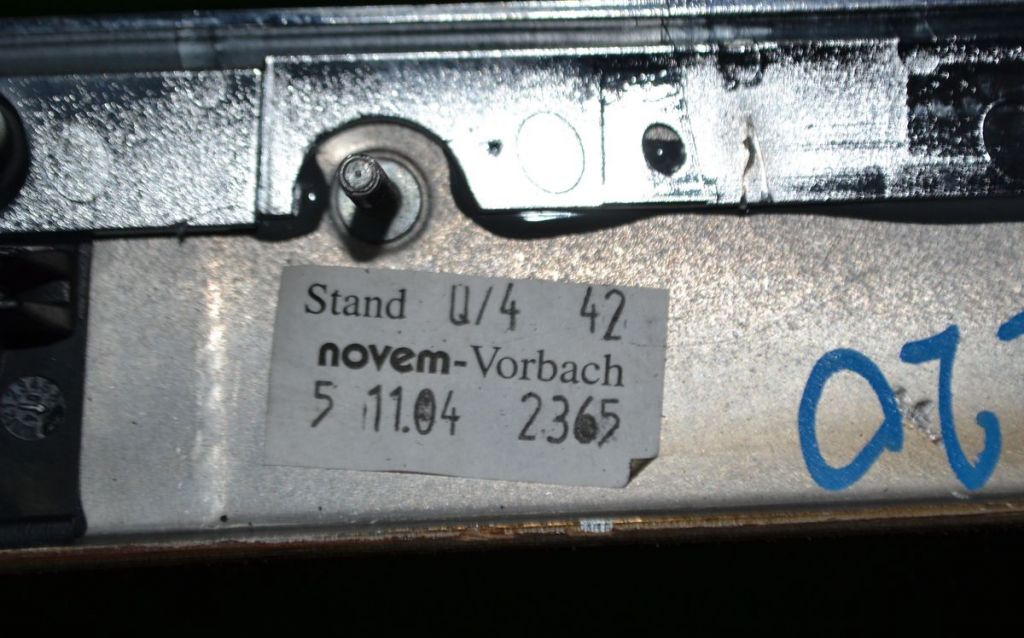 Stand Q/4 42
novem-Vorbach
5 11.04 2365